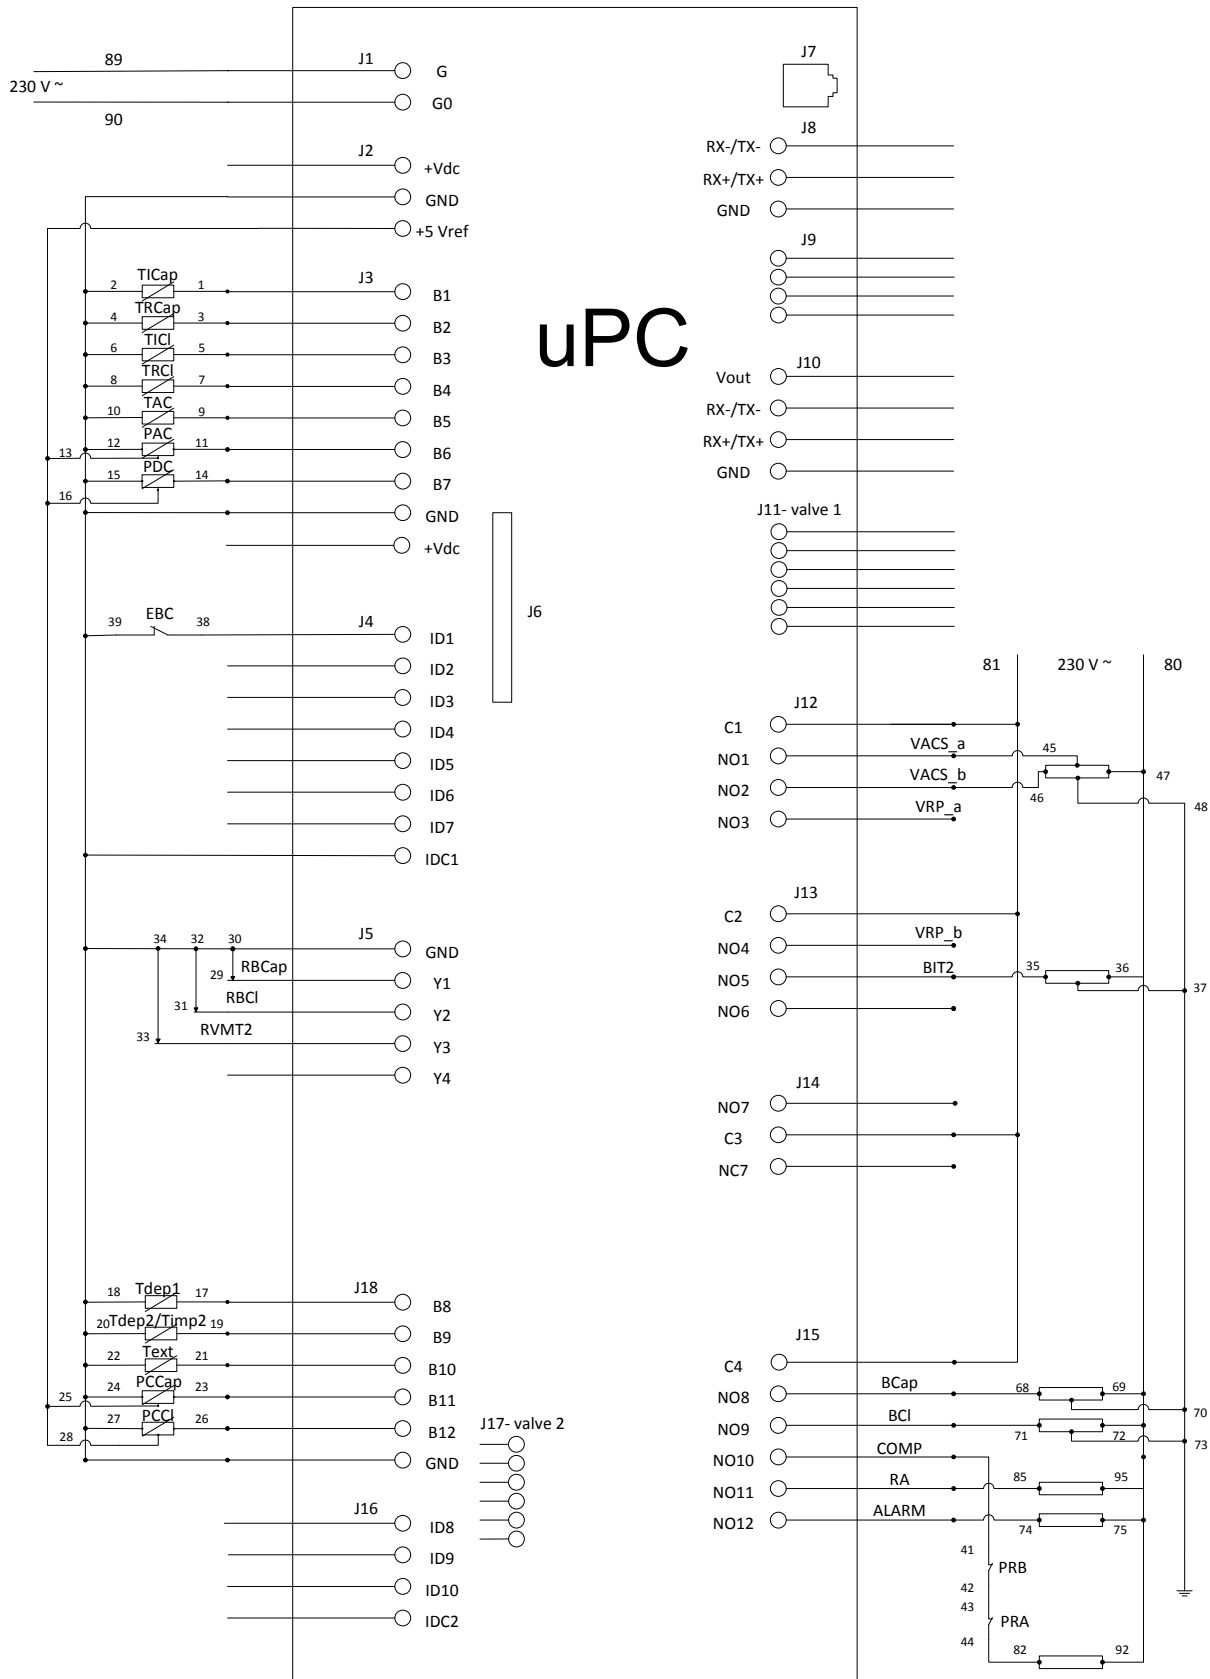 89
230 V ~
90
J1
G
G0
J2
+Vdc
GND
+5 Vref
TICap
2
1
J3
B1
TRCap
4
3
B2
TICl
6
5
B3
TRCl
8
7
B4
TAC
10
9
B5
PAC
12
11
13
B6
PDC
15
14
16
B7
GND
+Vdc
J6
EBC
39
38
J4
ID1
ID2
ID3
ID4
ID5
ID6
ID7
IDC1
34
32
30
J5
GND
RBCap
29
Y1
RBCl
31
Y2
RVMT2
33
Y3
Y4
Tdep1
18
17
J18
B8
Tdep2/Timp2
20
19
B9
Text
22
21
B10
PCCap
24
23
25
B11
PCCl
27
26
28
B12
GND
J17- valve 2
J16
ID8
ID9
ID10
IDC2
uPC
J7
J8
RX-/TX-
RX+/TX+
GND
J9
J10
Vout
RX-/TX-
RX+/TX+
GND
J11- valve 1
81
230 V ~
80
J12
C1
NO1
VACS_a
45
47
NO2
VACS_b
46
48
NO3
VRP_a
J13
C2
NO4
VRP_b
NO5
BIT2
35
36
37
NO6
J14
NO7
C3
NC7
J15
C4
NO8
BCap
68
69
70
NO9
BCl
71
72
73
NO10
COMP
NO11
RA
85
95
NO12
ALARM
74
75
41
PRB
42
43
PRA
44
82
92